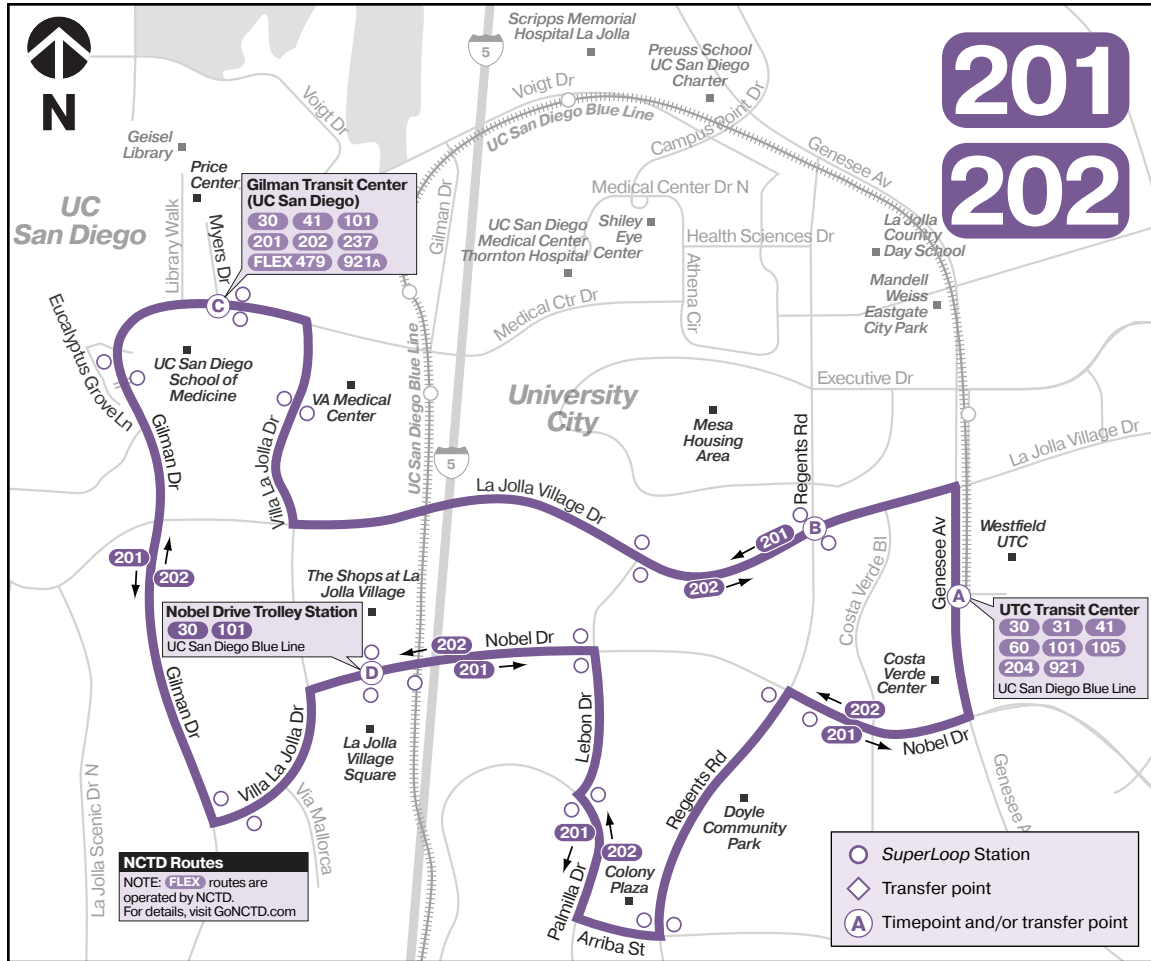 N
201
202
Scripps Memorial
Hospital La Jolla
Preuss School
UC San Diego
Charter
5
Voigt Dr
Voigt Dr
UC San Diego Blue Line
Campus Point Dr
Genesee Av
Geisel
Library
Price
Center
UC
San Diego
Library Walk
Myers Dr
Gilman Transit Center
(UC San Diego)
30 41 101
201 202 237
FLEX 479 921A
Gilman Dr
Medical Center Dr N
UC San Diego
Medical Center
Thornton Hospital
Shiley
Eye
Center
Health Sciences Dr
La Jolla
Country
Day School
Athena Cir
Medical Ctr Dr
Mandell
Weiss
Eastgate
City Park
C
Eucalyptus Grove Ln
UC San Diego
School of
Medicine
VA Medical
Center
UC San Diego Blue Line
University
City
Executive Dr
Mesa
Housing
Area
Regents Rd
La Jolla Village Dr
Gilman Dr
Villa La Jolla Dr
5
La Jolla Village Dr
B
201
202
Genesee Av
Westfield
UTC
Costa Verde Bl
201
202
The Shops at La
Jolla Village
A
UTC Transit Center
30 31 41
60 101 105
204 921
UC San Diego Blue Line
Nobel Drive Trolley Station
30 101
UC San Diego Blue Line
D
202
201
Nobel Dr
Costa
Verde
Center
202
201
Nobel Dr
Gilman Dr
Villa La Jolla Dr
La Jolla
Village
Square
Lebon Dr
Regents Rd
Genesee A
La Jolla Scenic Dr N
Via Mallorca
Doyle
Community
Park
201
202
Colony
Plaza
Palmilla Dr
Arriba St
NCTD Routes
NOTE: FLEX routes are
operated by NCTD.
For details, visit GoNCTD.com
SuperLoop Station
Transfer point
A Timepoint and/or transfer point